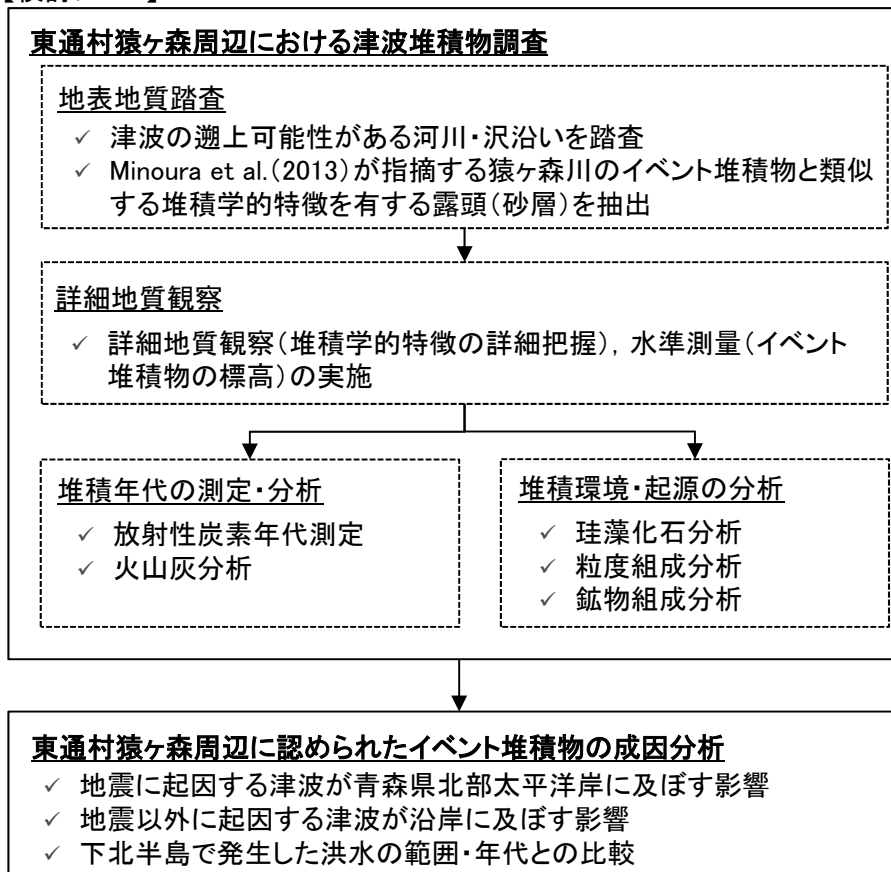 東通村猿ヶ森周辺における津波堆積物調査
地表地質踏査
✓ 津波の遡上可能性がある河川・沢沿いを踏査
✓ Minoura et al.(2013)が指摘する猿ヶ森川のイベント堆積物と類似
する堆積学的特徴を有する露頭(砂層)を抽出
詳細地質観察
✓ 詳細地質観察(堆積学的特徴の詳細把握), 水準測量(イベント
堆積物の標高)の実施
堆積年代の測定・分析
✓ 放射性炭素年代測定
✓ 火山灰分析
堆積環境・起源の分析
✓ 珪藻化石分析
✓ 粒度組成分析
✓ 鉱物組成分析
東通村猿ヶ森周辺に認められたイベント堆積物の成因分析
✓ 地震に起因する津波が青森県北部太平洋岸に及ぼす影響
✓ 地震以外に起因する津波が沿岸に及ぼす影響
✓ 下北半島で発生した洪水の範囲・年代との比較